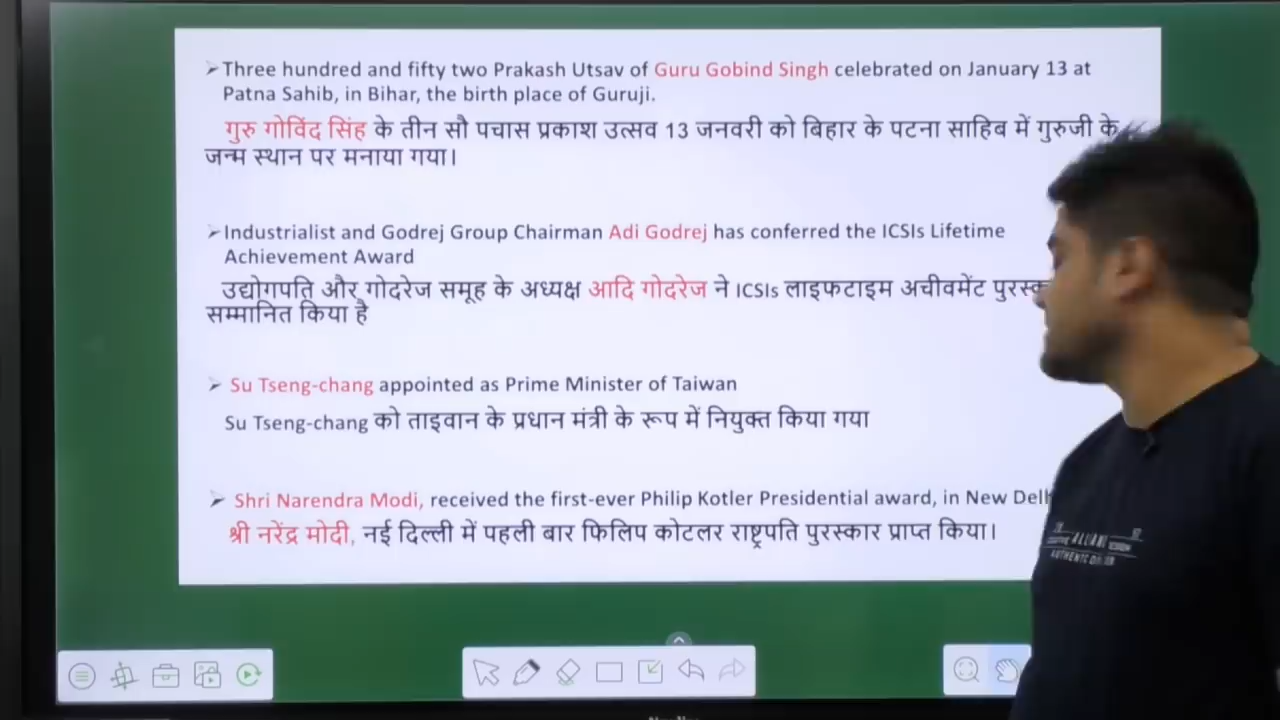 ➢Three hundred and fifty two Prakash Utsav of Guru Gobind Singh celebrated on January 13 at
Patna Sahib, in Bihar, the birth place of Guruji.
गुरु गोविंद सिंह के तीन सौ पचास प्रकाश उत्सव 13 जनवरी को बिहार के पटना साहिब में गुरुजी के
जन्म स्थान पर मनाया गया।
➢Industrialist and Godrej Group Chairman Adi Godrej has conferred the ICSIs Lifetime
Achievement Award
उद्योगपति और गोदरेज समूह के अध्यक्ष आदि गोदरेज ने ICSIs लाइफटाइम अचीवमेंट
सम्मानित किया है
➢ Su Tseng-chang appointed as Prime Minister of Taiwan
Su Tseng-chang को ताइवान के प्रधान मंत्री के रूप में नियुक्त किया गया
➢ Shri Narendra Modi, received the first-ever Philip Kotler Presidential award, in New
श्री नरेंद्र मोदी, नई दिल्ली में पहली बार फिलिप कोटलर राष्ट्रपति पुरस्कार प्राप्त किया।